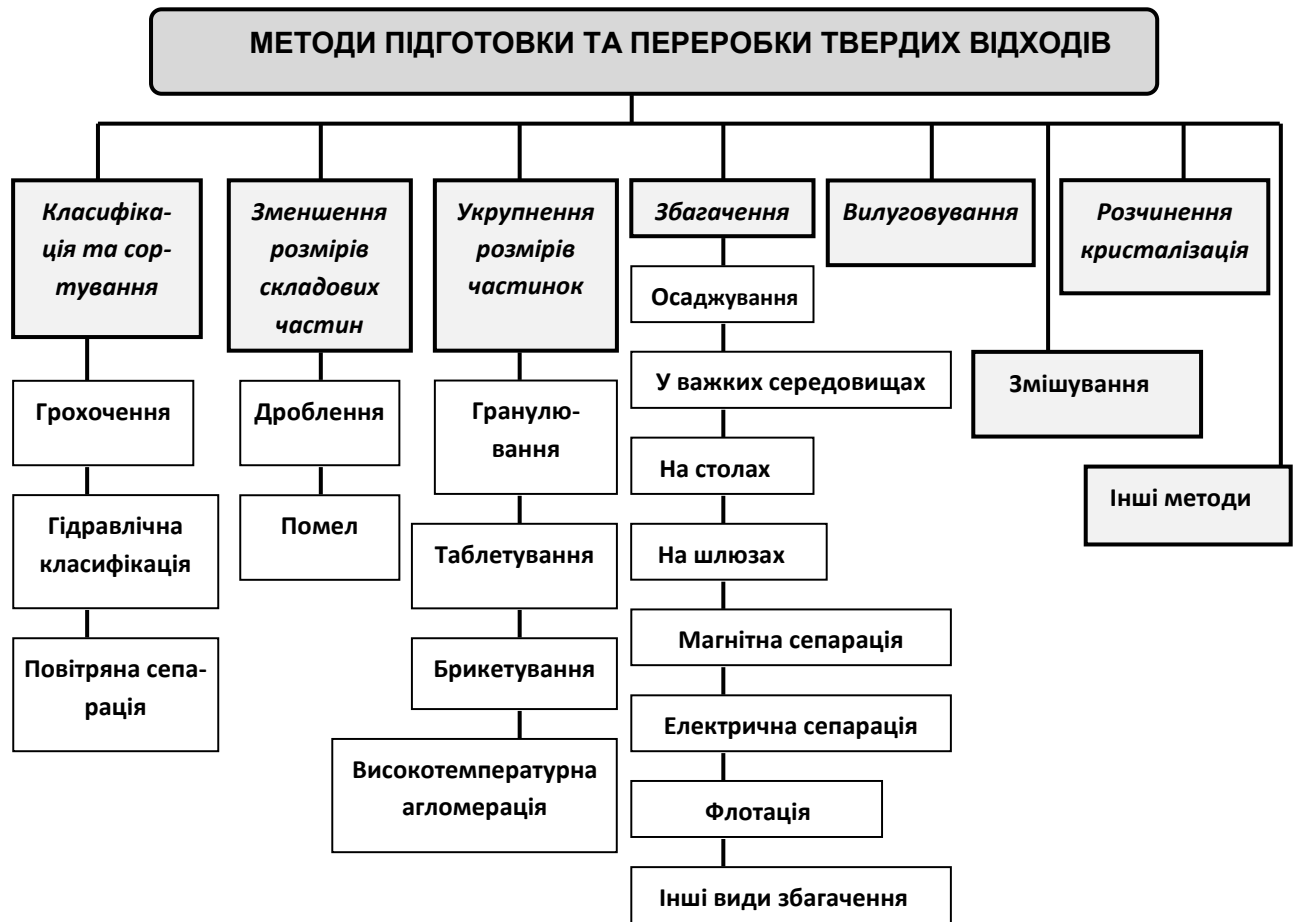 МЕТОДИ ПІДГОТОВКИ ТА ПЕРЕРОБКИ ТВЕРДИХ ВІДХОДІВ
Класифіка-
ція та сор-
тування
Грохочення
Гідравлічна
класифікація
Повітряна сепа-
рація
Зменшення
розмірів
складових
частин
Дроблення
Помел
Укрупнення
розмірів
частинок
Гранулю-
вання
Таблетування
Брикетування
Високотемпературна
агломерація
Збагачення
Осаджування
У важких середовищах
На столах
На шлюзах
Магнітна сепарація
Електрична сепарація
Флотація
Інші види збагачення
Вилуговування
Змішування
Розчинення
кристалізація
Інші методи